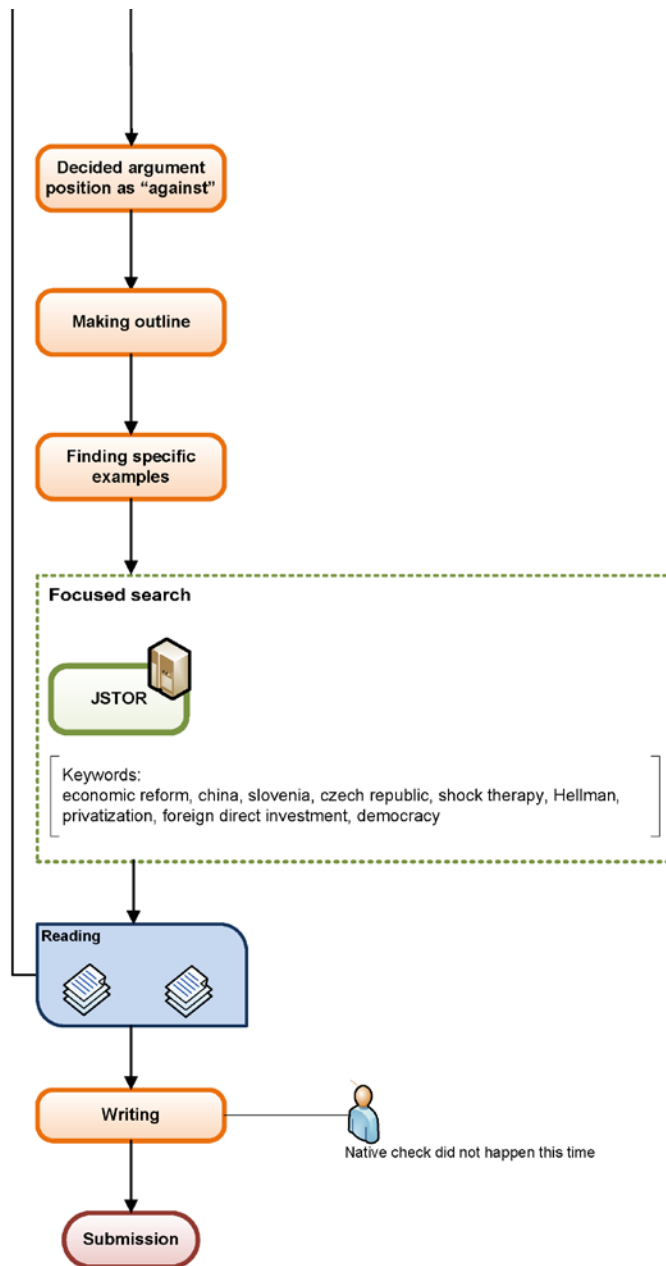 Decided argument
position as “against”
Making outline
Finding specific
examples
Focused search
JSTOR
Keywords:
economic reform, china, slovenia, czech republic, shock therapy, Hellman,
privatization, foreign direct investment, democracy
Reading
Writing
Native check did not happen this time
Submission